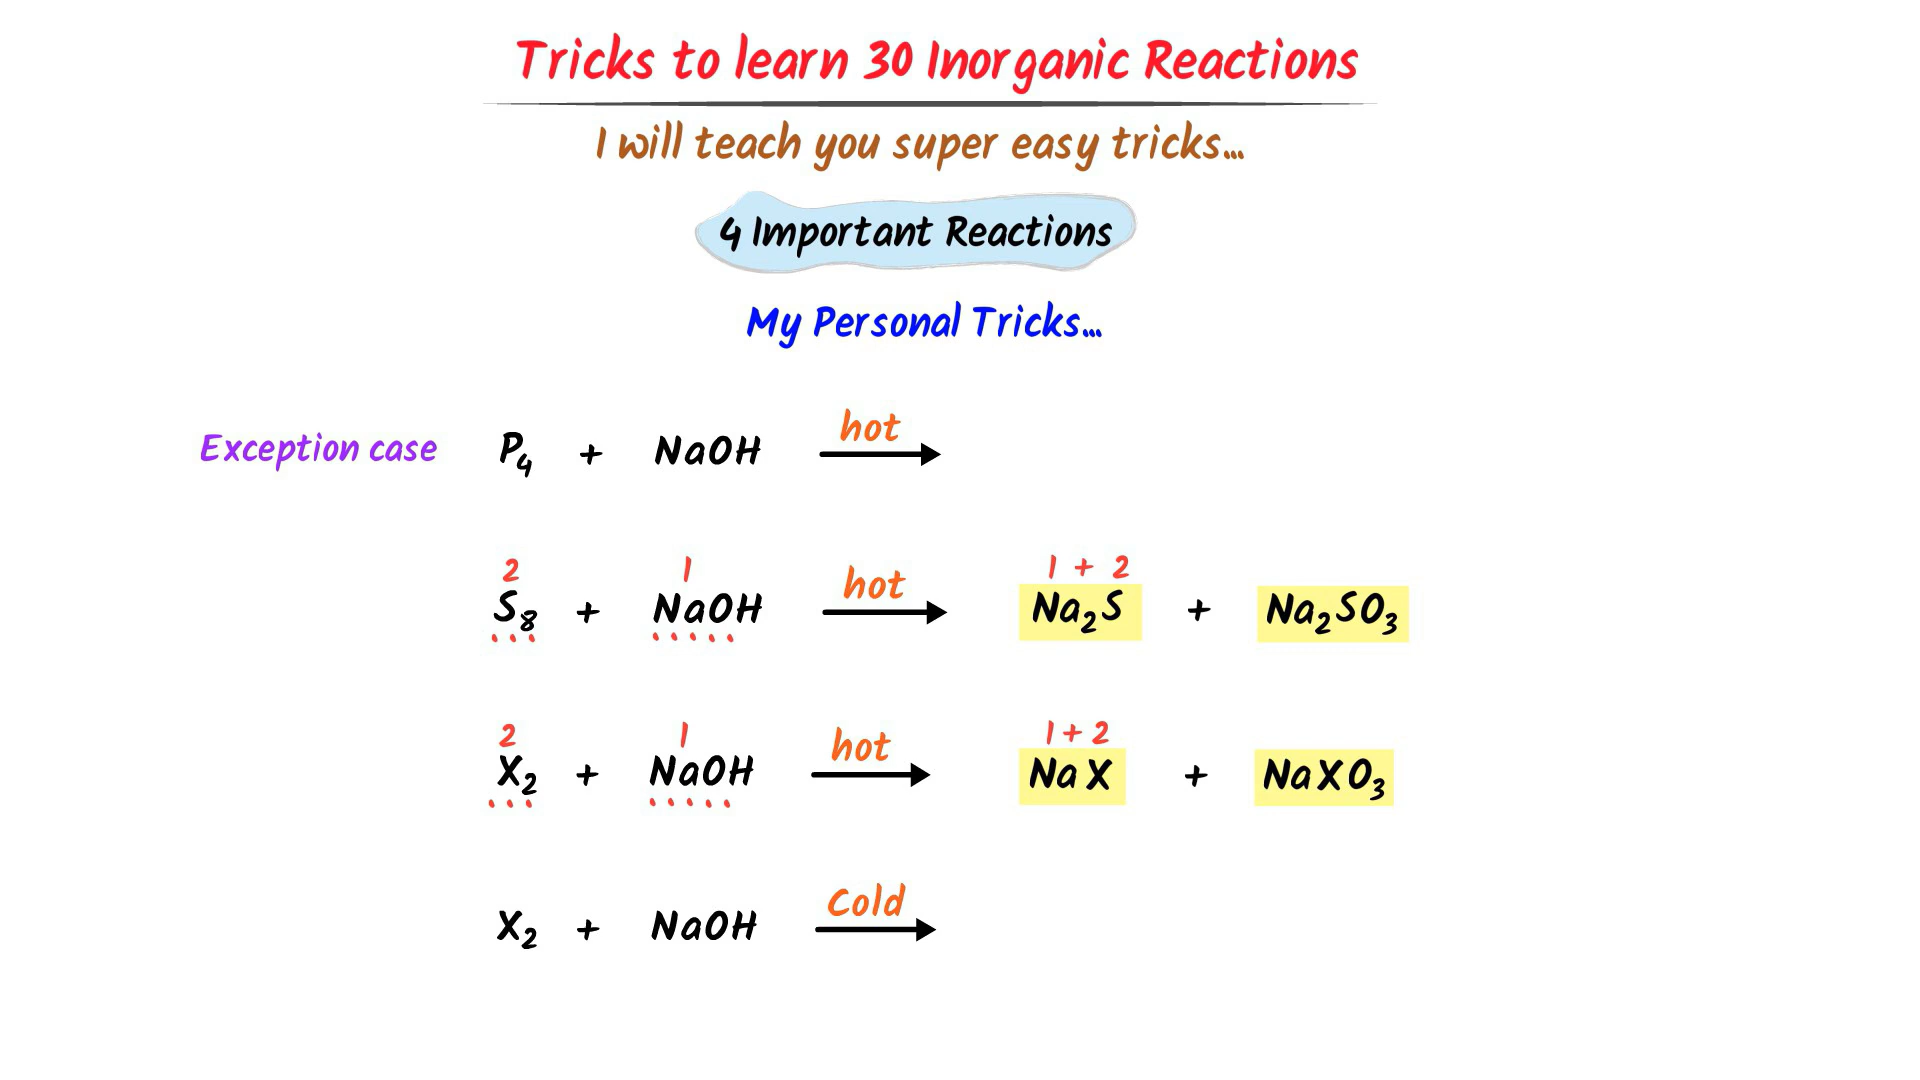 Tricks to learn 30 Inorganic Reactions
I will teach you super easy tricks...
4 Important Reactions
My Personal Tricks...
hot
Exception case P₄ + NaOH
2 1 hot 1 + 2
S₈ + NaOH Na₂S + Na₂SO₃
2 1 hot 1 + 2
X₂ + NaOH NaX + NaXO₃
Cold
X₂ + NaOH